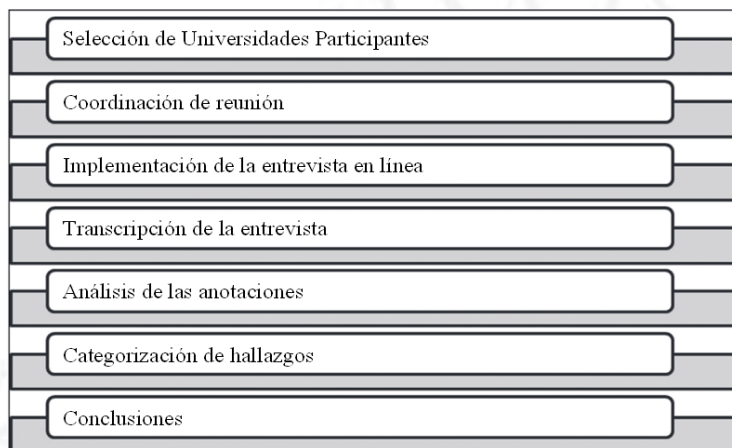 Selección de Universidades Participantes
Coordinación de reunión
Implementación de la entrevista en línea
Transcripción de la entrevista
Análisis de las anotaciones
Categorización de hallazgos
Conclusiones